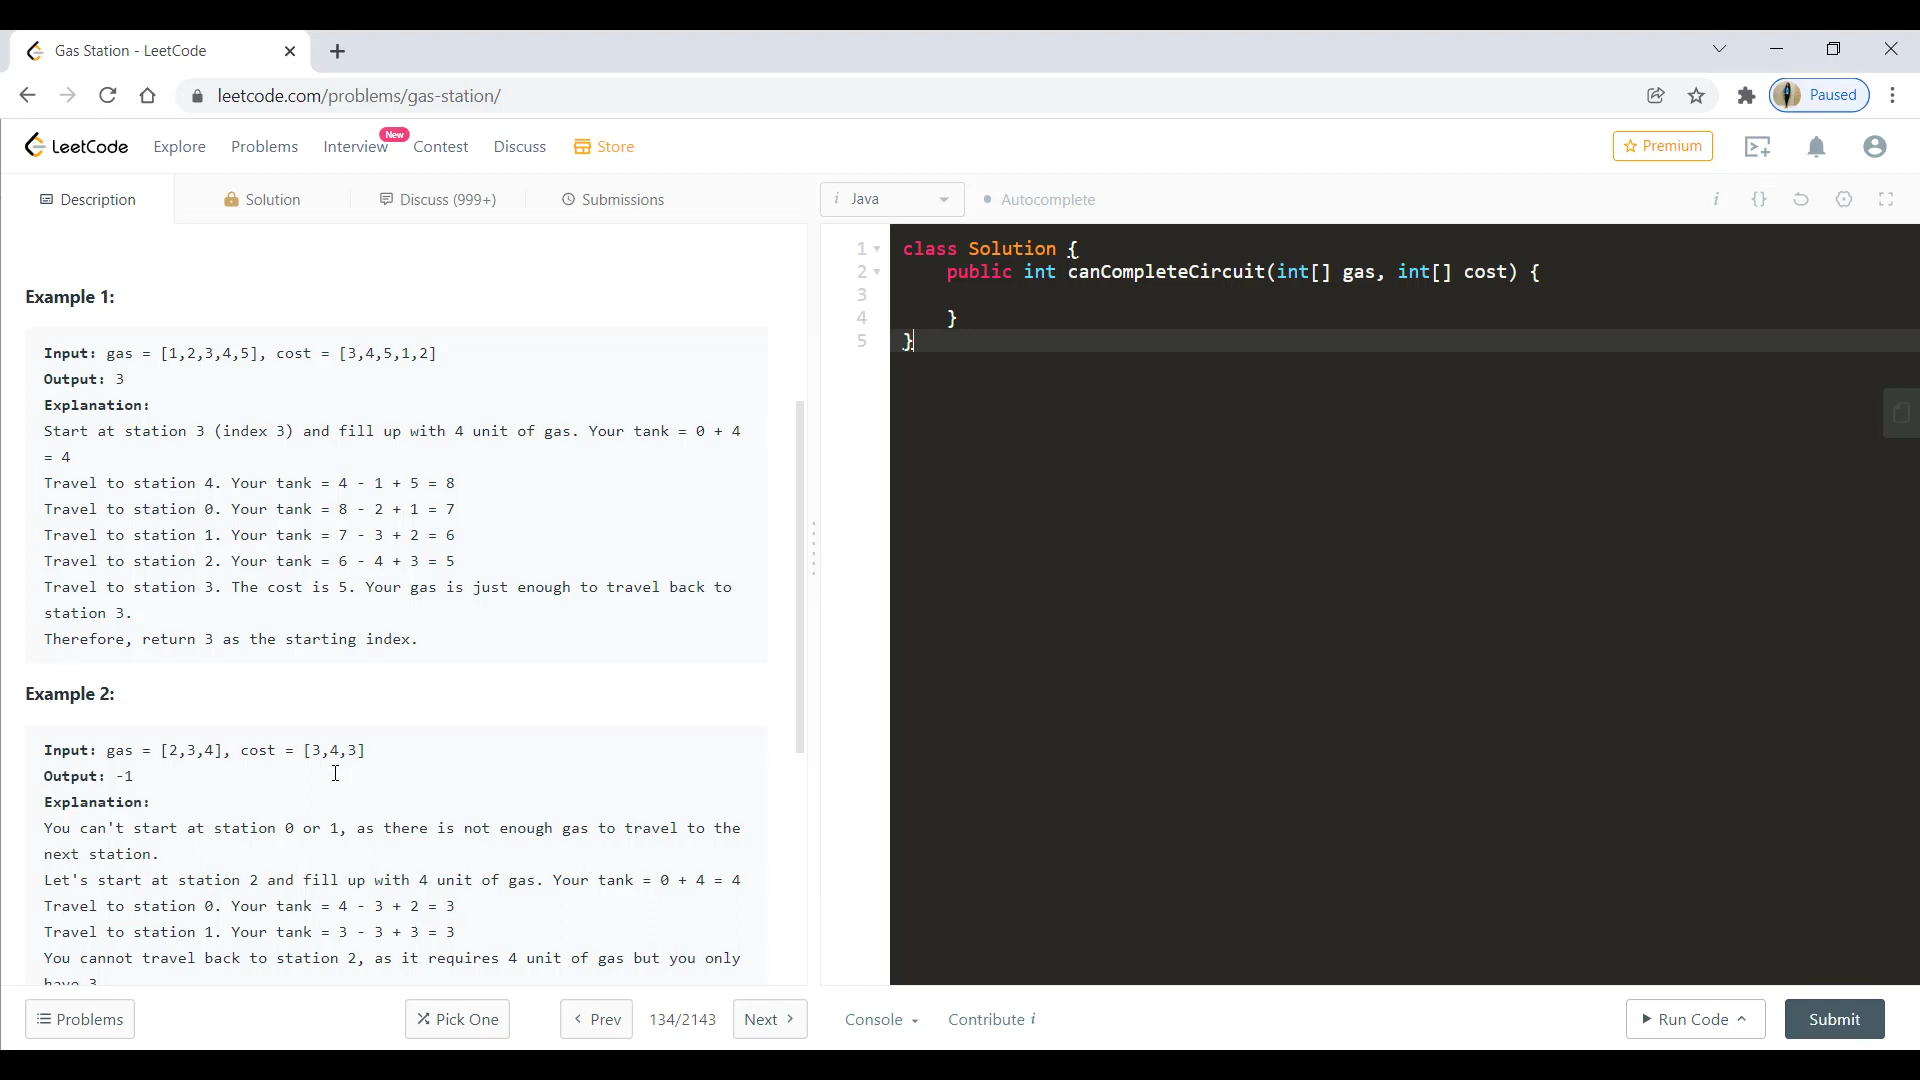 Gas Station - LeetCode
leetcode.com/problems/gas-station/
Paused
LeetCode
Explore
Problems
Interview
New
Contest
Discuss
Store
Premium
Description
Solution
Discuss (999+)
Submissions
i Java
Autocomplete
i
{}
Example 1:
Input: gas = [1,2,3,4,5], cost = [3,4,5,1,2]
Output: 3
Explanation:
Start at station 3 (index 3) and fill up with 4 unit of gas. Your tank = 0 + 4
= 4
Travel to station 4. Your tank = 4 - 1 + 5 = 8
Travel to station 0. Your tank = 8 - 2 + 1 = 7
Travel to station 1. Your tank = 7 - 3 + 2 = 6
Travel to station 2. Your tank = 6 - 4 + 3 = 5
Travel to station 3. The cost is 5. Your gas is just enough to travel back to
station 3.
Therefore, return 3 as the starting index.
Example 2:
Input: gas = [2,3,4], cost = [3,4,3]
Output: -1
Explanation:
You can't start at station 0 or 1, as there is not enough gas to travel to the
next station.
Let's start at station 2 and fill up with 4 unit of gas. Your tank = 0 + 4 = 4
Travel to station 0. Your tank = 4 - 3 + 2 = 3
Travel to station 1. Your tank = 3 - 3 + 3 = 3
You cannot travel back to station 2, as it requires 4 unit of gas but you only
have 3
1 class Solution {
2 public int canCompleteCircuit(int[] gas, int[] cost) {
3
4 }
5 }
Problems
Pick One
Prev
134/2143
Next
Console
Contribute i
Run Code
Submit